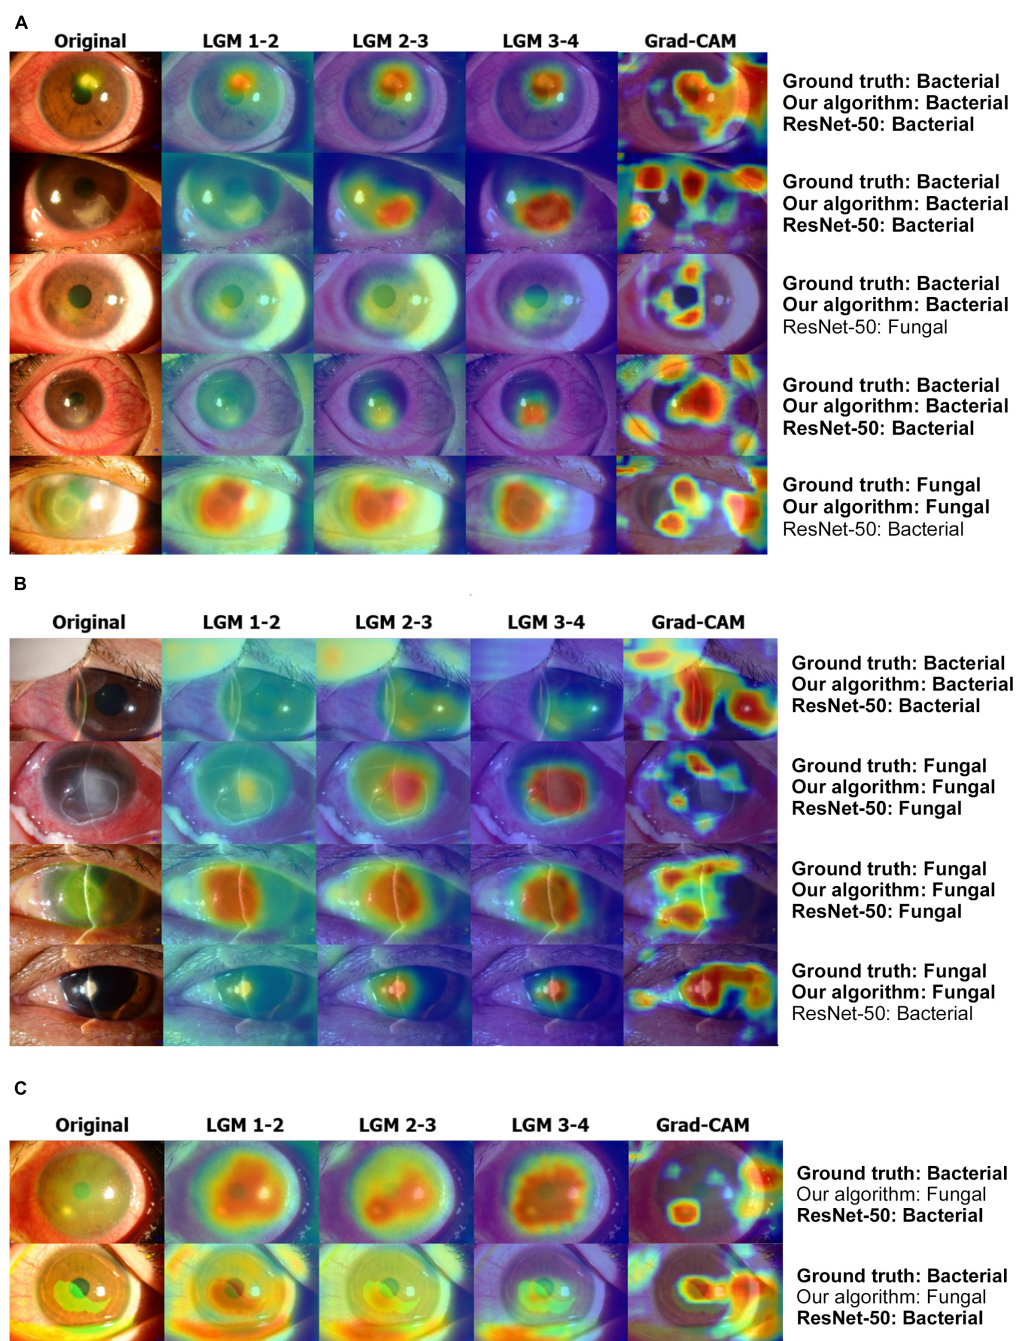 A
Original LGM 1-2 LGM 2-3 LGM 3-4 Grad-CAM
Ground truth: Bacterial
Our algorithm: Bacterial
ResNet-50: Bacterial
Ground truth: Bacterial
Our algorithm: Bacterial
ResNet-50: Bacterial
Ground truth: Bacterial
Our algorithm: Bacterial
ResNet-50: Fungal
Ground truth: Bacterial
Our algorithm: Bacterial
ResNet-50: Bacterial
Ground truth: Fungal
Our algorithm: Fungal
ResNet-50: Bacterial
B
Original LGM 1-2 LGM 2-3 LGM 3-4 Grad-CAM
Ground truth: Bacterial
Our algorithm: Bacterial
ResNet-50: Bacterial
Ground truth: Fungal
Our algorithm: Fungal
ResNet-50: Fungal
Ground truth: Fungal
Our algorithm: Fungal
ResNet-50: Fungal
Ground truth: Fungal
Our algorithm: Fungal
ResNet-50: Bacterial
C
Original LGM 1-2 LGM 2-3 LGM 3-4 Grad-CAM
Ground truth: Bacterial
Our algorithm: Fungal
ResNet-50: Bacterial
Ground truth: Bacterial
Our algorithm: Fungal
ResNet-50: Bacterial